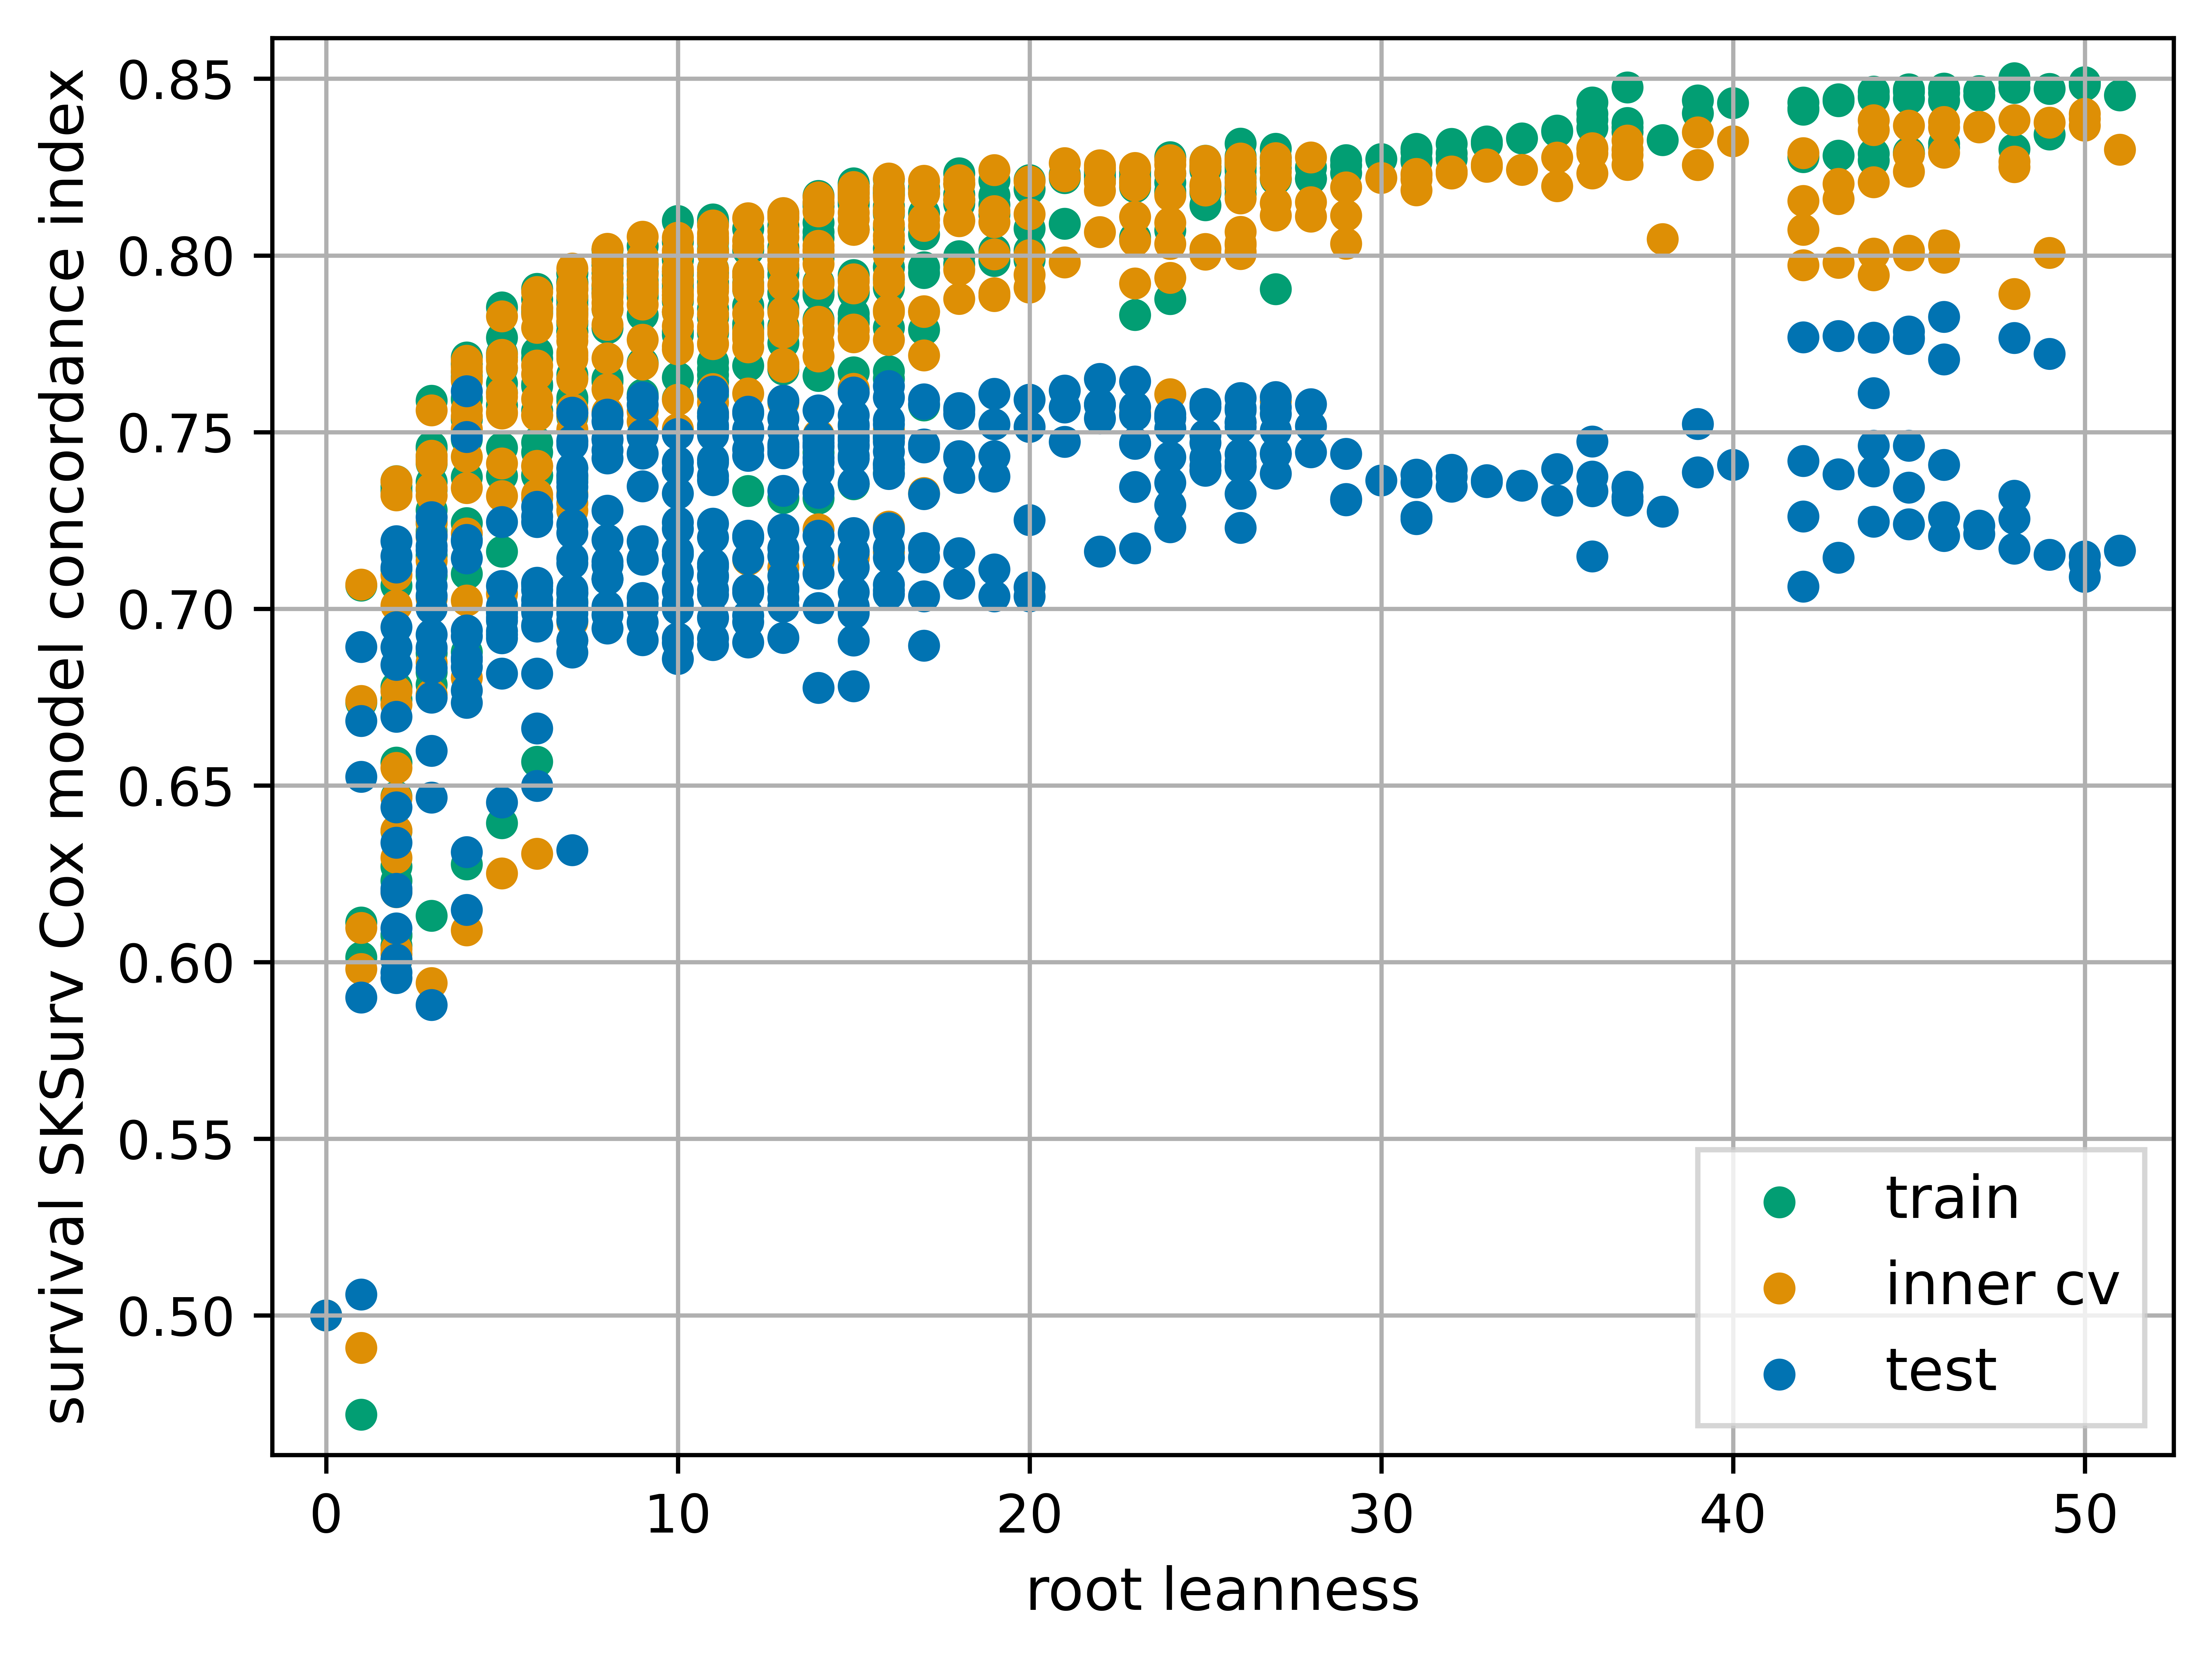 survival SKSurv Cox model concordance index
0.85
0.80
0.75
0.70
0.65
0.60
0.55
0.50
train
inner cv
test
0 10 20 30 40 50
root leanness